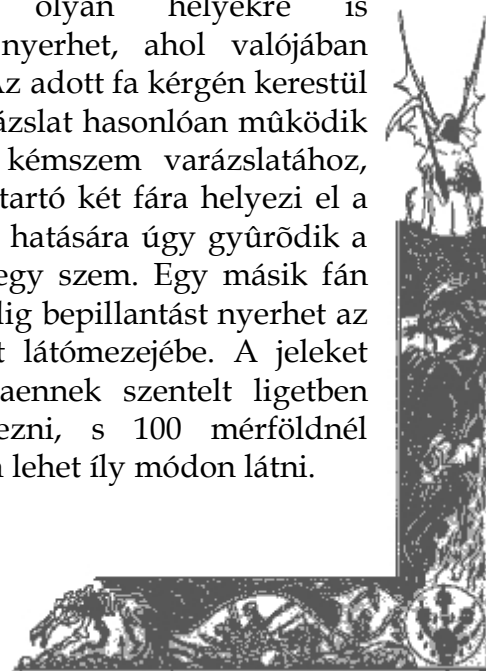 olyan helyekre is
nyerhet, ahol valójában
Az adott fa kérgén kerestül
ázslat hasonlóan mûködik
kémszem varázslatához,
tartó két fára helyezi el a
hatására úgy gyûrõdik a
egy szem. Egy másik fán
dig bepillantást nyerhet az
t látómezejébe. A jeleket
aennek szentelt ligetben
ezni, s 100 mérföldnél
lehet íly módon látni.